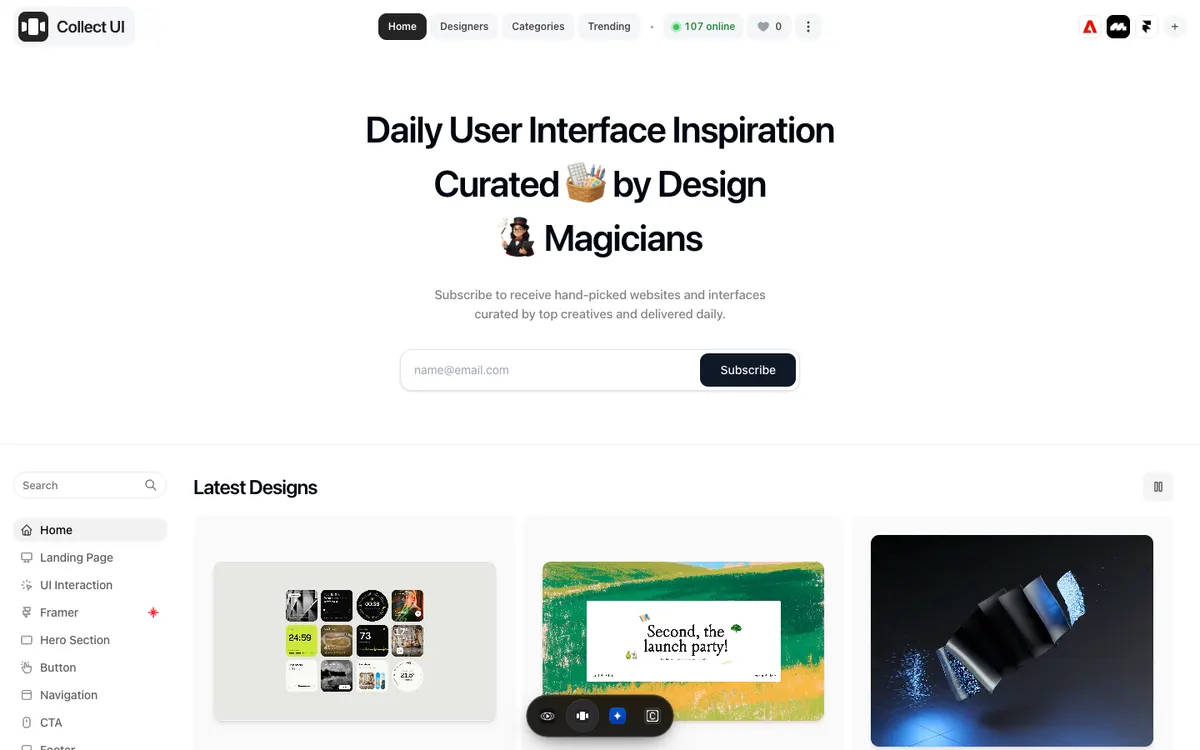 Collect UI
Home
Designers
Categories
Trending
107 online
0
Daily User Interface Inspiration
Curated by Design
Magicians
Subscribe to receive hand-picked websites and interfaces
curated by top creatives and delivered daily.
name@email.com
Subscribe
Search
Latest Designs
Home
Landing Page
UI Interaction
Framer
Hero Section
Button
Navigation
CTA
Footer
24:59
73
Second, the
launch party!